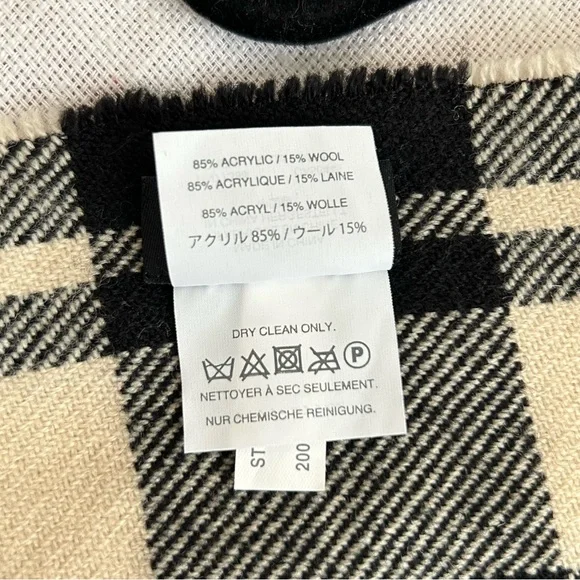 85% ACRYLIC / 15% WOOL
85% ACRYLIQUE / 15% LAINE
85% ACRYL / 15% WOLLE
アクリル 85% / ウール 15%
DRY CLEAN ONLY.
P
NETTOYER À SEC SEULEMENT.
NUR CHEMISCHE REINIGUNG.
ST
200